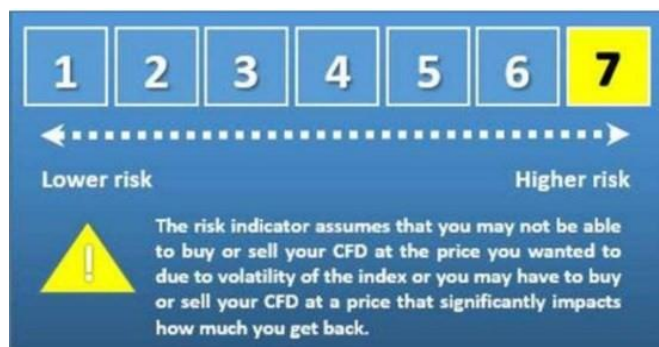 1 2 3 4 5 6 7
Lower risk Higher risk
!
The risk indicator assumes that you may not be able
to buy or sell your CFD at the price you wanted to
due to volatility of the index or you may have to buy
or sell your CFD at a price that significantly impacts
how much you get back.